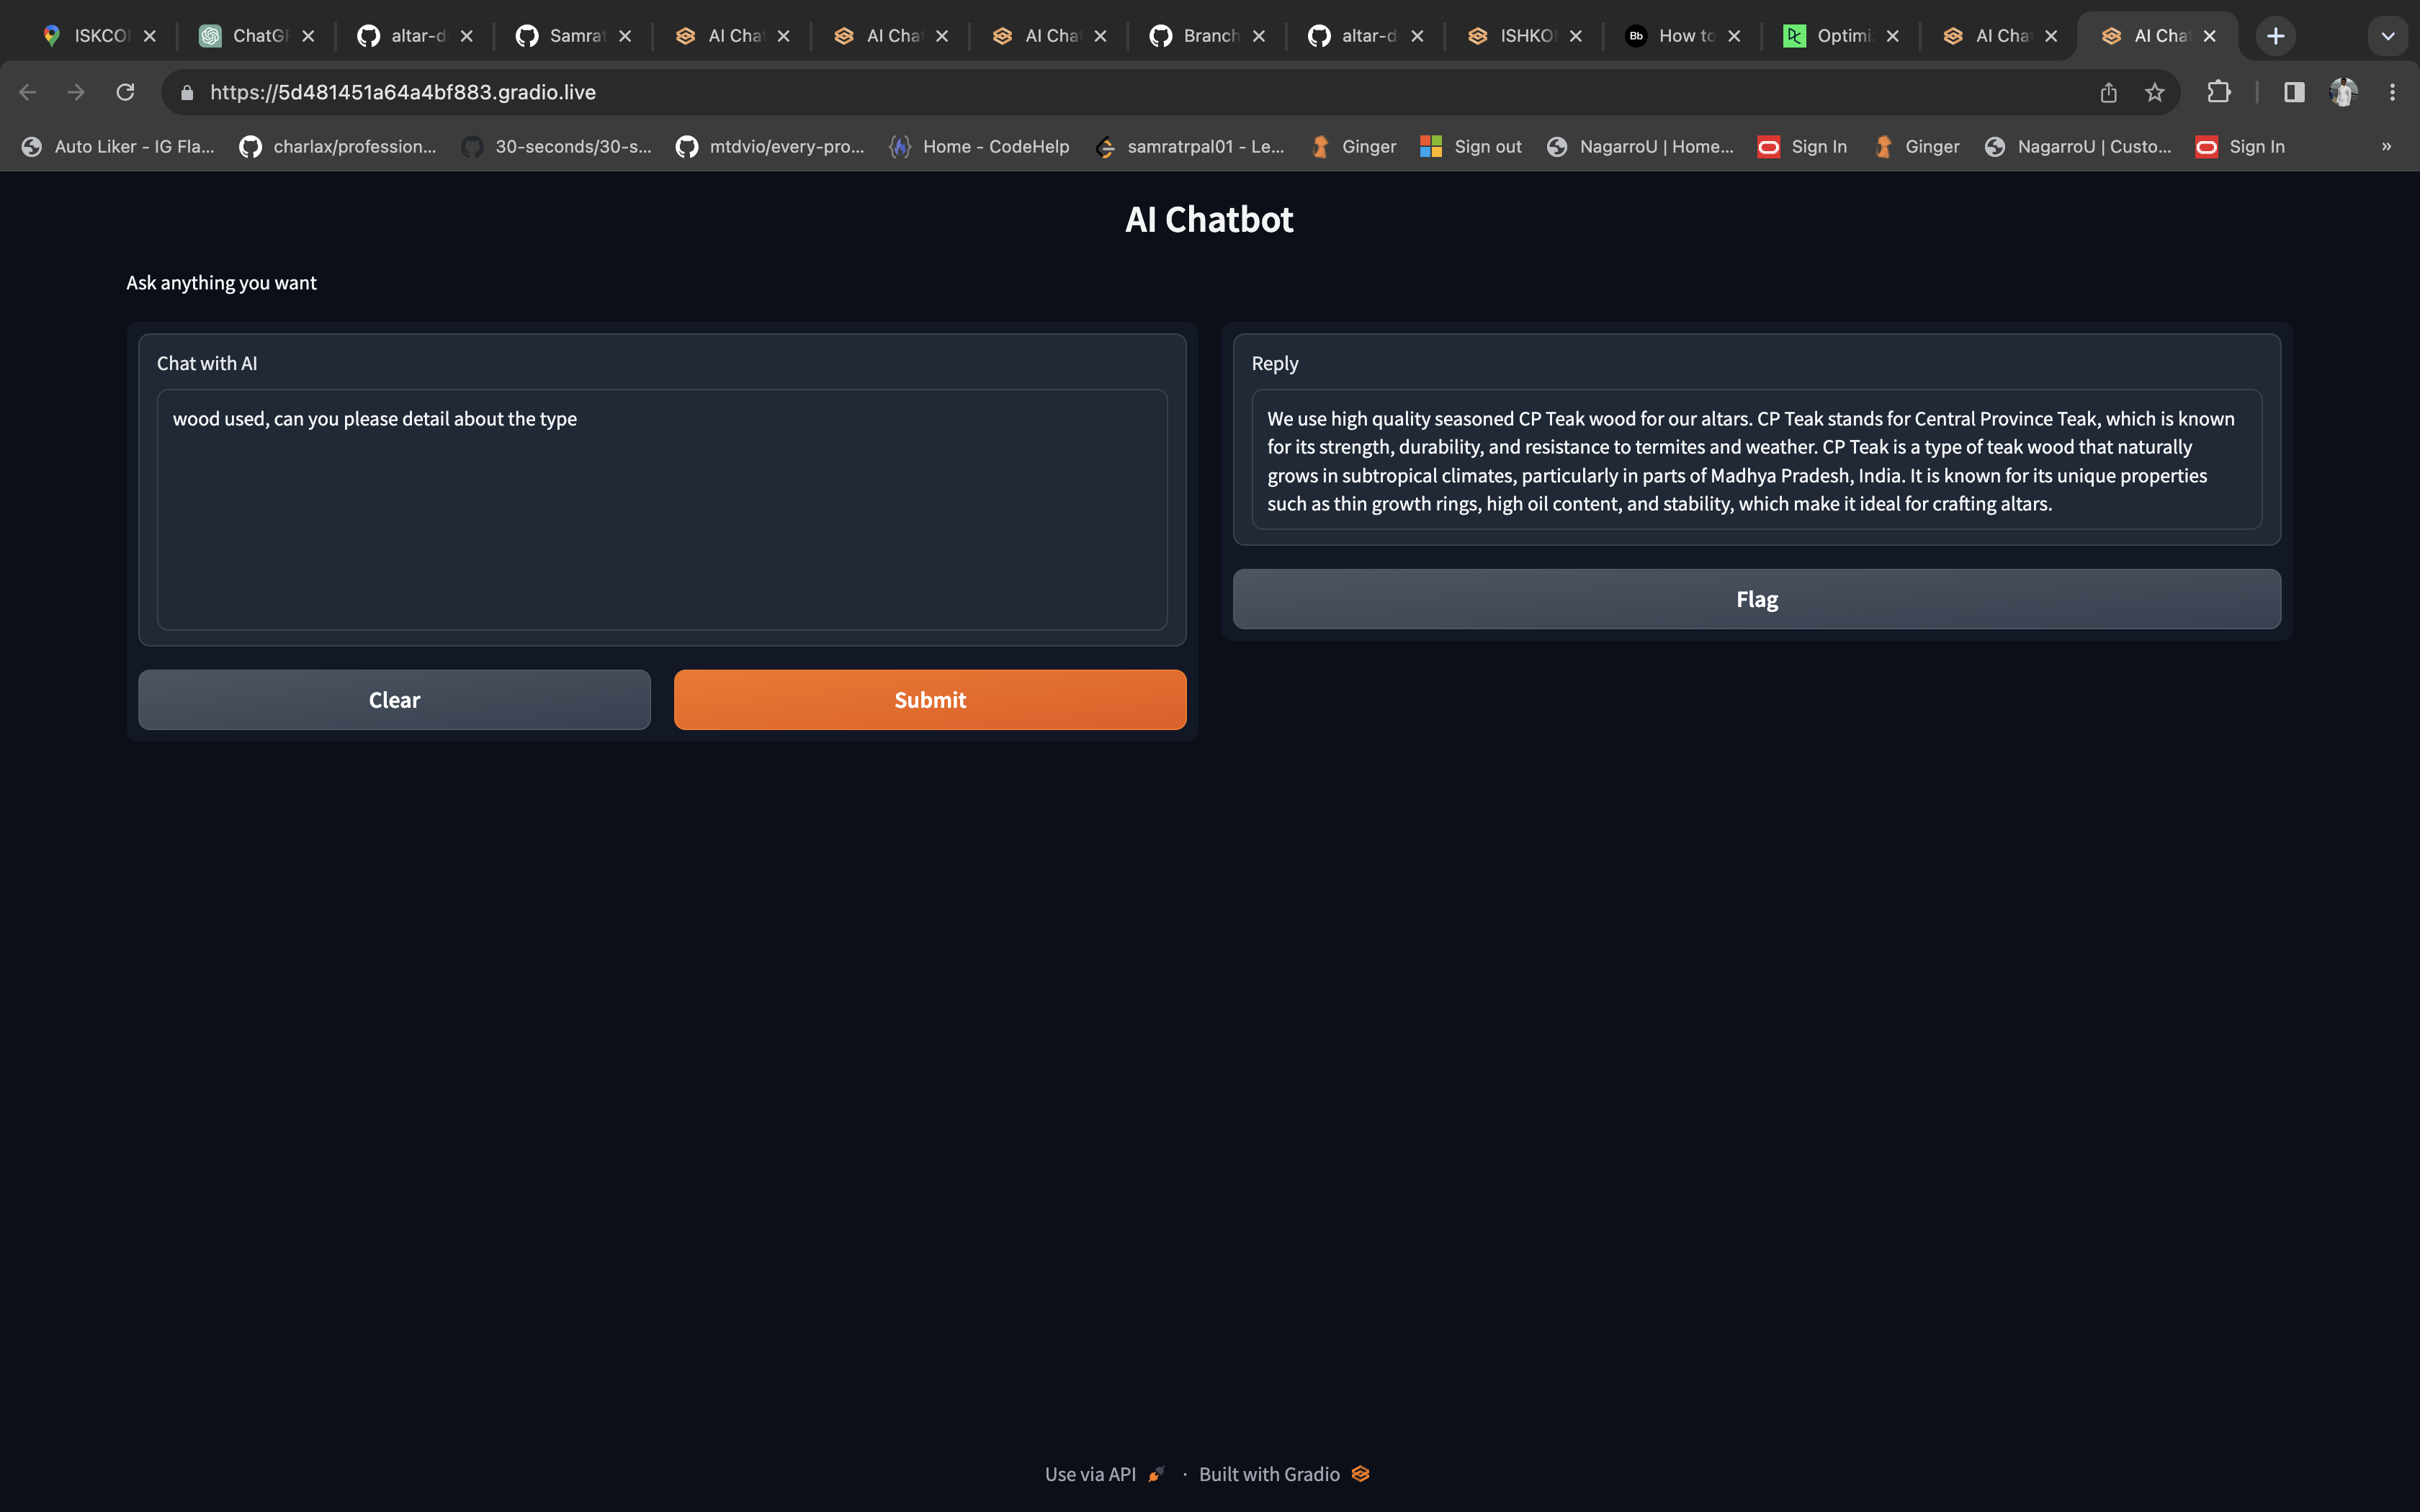 ISKCO
ChatG
altar-d
Samrat
AI Cha
AI Cha
AI Cha
Branch
altar-d
ISHKO
Bb
How to
Optimi
AI Cha
AI Cha
https://5d481451a64a4bf883.gradio.live
Auto Liker - IG Fla...
charlax/profession...
30-seconds/30-s...
mtdvio/every-pro...
Home - CodeHelp
samratrpal01 - Le...
Ginger
Sign out
NagarroU | Home...
Sign In
Ginger
NagarroU | Custo...
Sign In
»
AI Chatbot
Ask anything you want
Chat with AI
wood used, can you please detail about the type
Clear
Submit
Reply
We use high quality seasoned CP Teak wood for our altars. CP Teak stands for Central Province Teak, which is known
for its strength, durability, and resistance to termites and weather. CP Teak is a type of teak wood that naturally
grows in subtropical climates, particularly in parts of Madhya Pradesh, India. It is known for its unique properties
such as thin growth rings, high oil content, and stability, which make it ideal for crafting altars.
Flag
Use via API · Built with Gradio